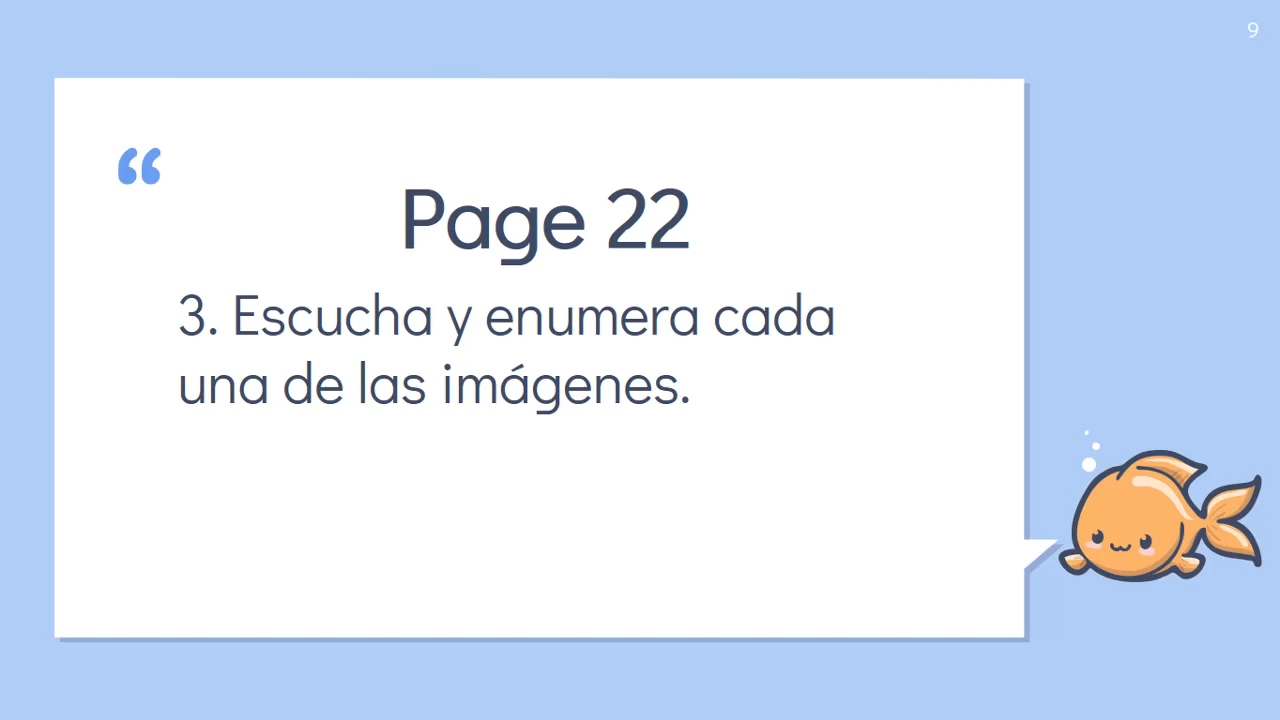 9
“
Page 22
3. Escucha y enumera cada
una de las imágenes.